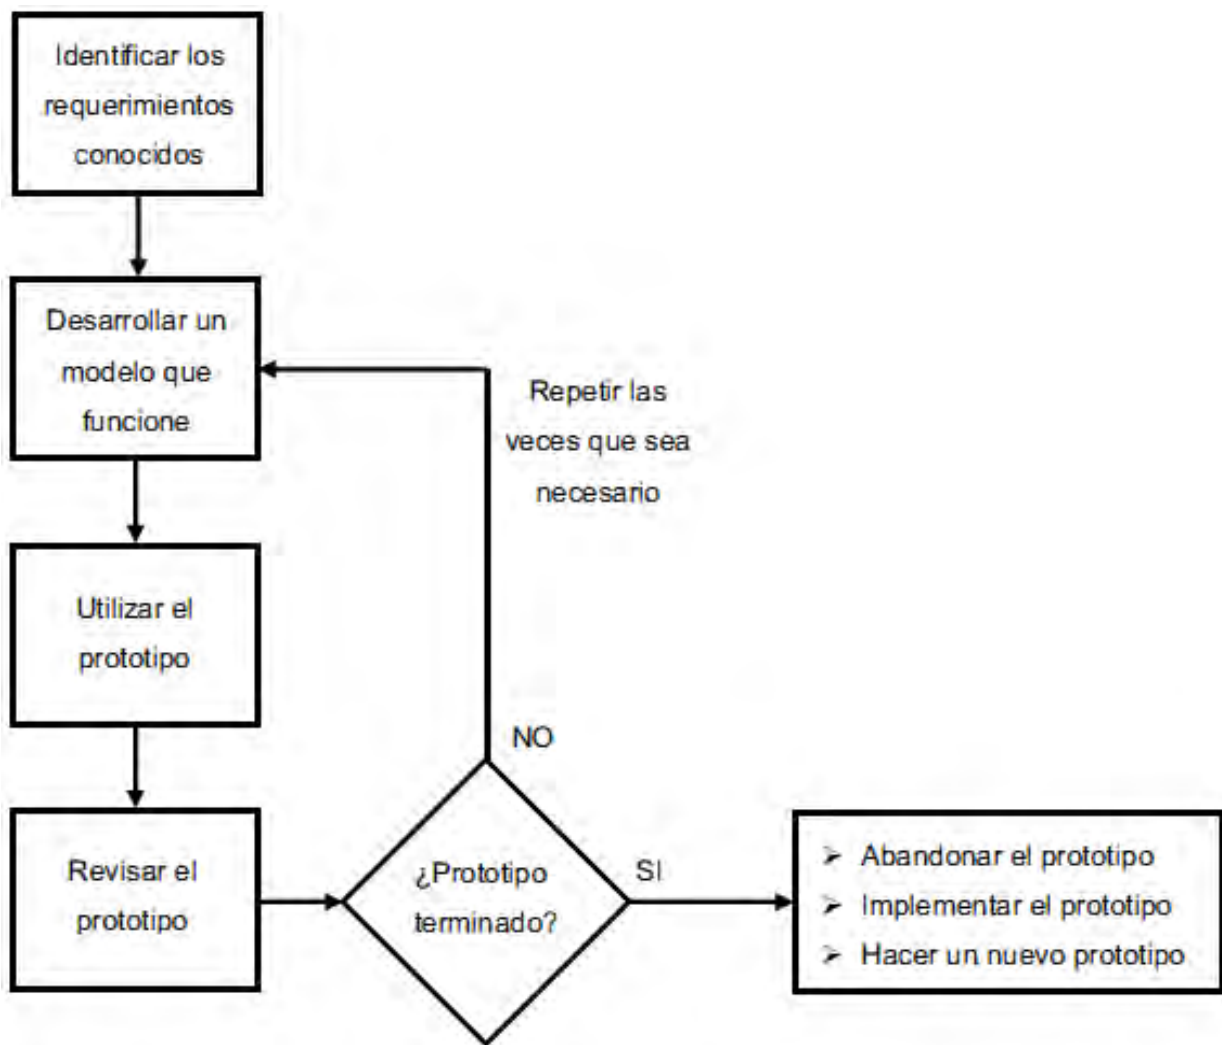 Identificar los
requerimientos
conocidos
Desarrollar un
modelo que
funcione
Repetir las
veces que sea
necesario
Utilizar el
prototipo
NO
Revisar el
prototipo
¿Prototipo
terminado?
SI
➢ Abandonar el prototipo
➢ Implementar el prototipo
➢ Hacer un nuevo prototipo